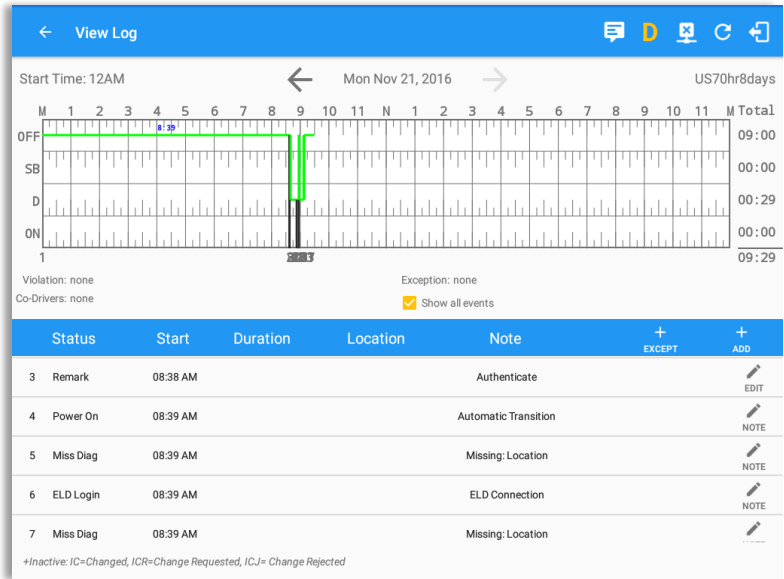 View Log D
Start Time: 12AM Mon Nov 21, 2016 US70hr8days
M 1 2 3 4 5 6 7 8 9 10 11 N 1 2 3 4 5 6 7 8 9 10 11 M Total
8:39
OFF 09:00
SB 00:00
D 00:29
ON 00:00
1 09:29
Violation: none Exception: none
Co-Drivers: none Show all events
Status Start Duration Location Note + EXCEPT + ADD
3 Remark 08:38 AM Authenticate EDIT
4 Power On 08:39 AM Automatic Transition NOTE
5 Miss Diag 08:39 AM Missing: Location NOTE
6 ELD Login 08:39 AM ELD Connection NOTE
7 Miss Diag 08:39 AM Missing: Location
+Inactive: IC=Changed, ICR=Change Requested, ICJ= Change Rejected